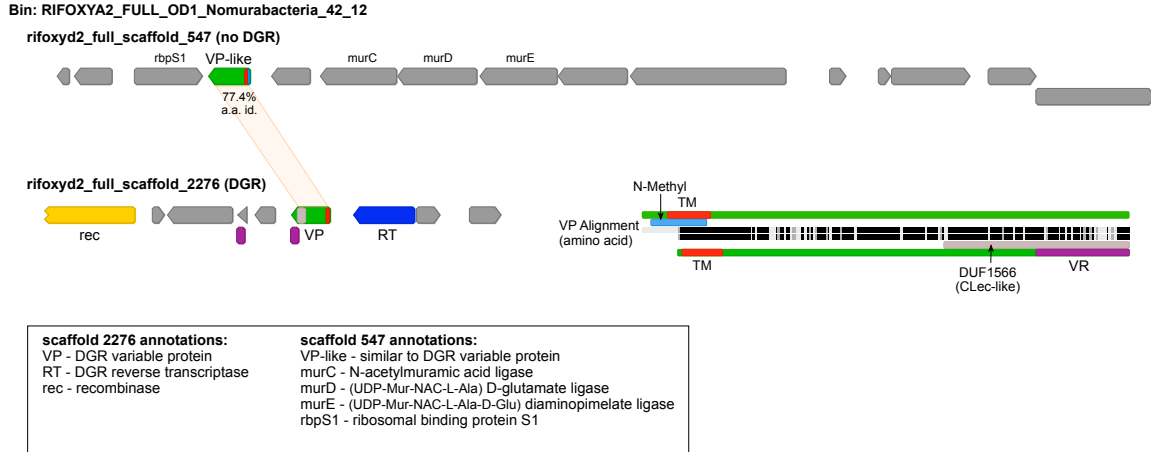 Bin: RIFOXYA2_FULL_OD1_Nomurabacteria_42_12
rifoxyd2_full_scaffold_547 (no DGR)
rbpS1
VP-like
murC
murD
murE
77.4%
a.a. id.
rifoxyd2_full_scaffold_2276 (DGR)
rec
VP
RT
N-Methyl
TM
VP Alignment
(amino acid)
TM
DUF1566
(CLec-like)
VR
scaffold 2276 annotations:
VP - DGR variable protein
RT - DGR reverse transcriptase
rec - recombinase
scaffold 547 annotations:
VP-like - similar to DGR variable protein
murC - N-acetylmuramic acid ligase
murD - (UDP-Mur-NAC-L-Ala) D-glutamate ligase
murE - (UDP-Mur-NAC-L-Ala-D-Glu) diaminopimelate ligase
rbpS1 - ribosomal binding protein S1